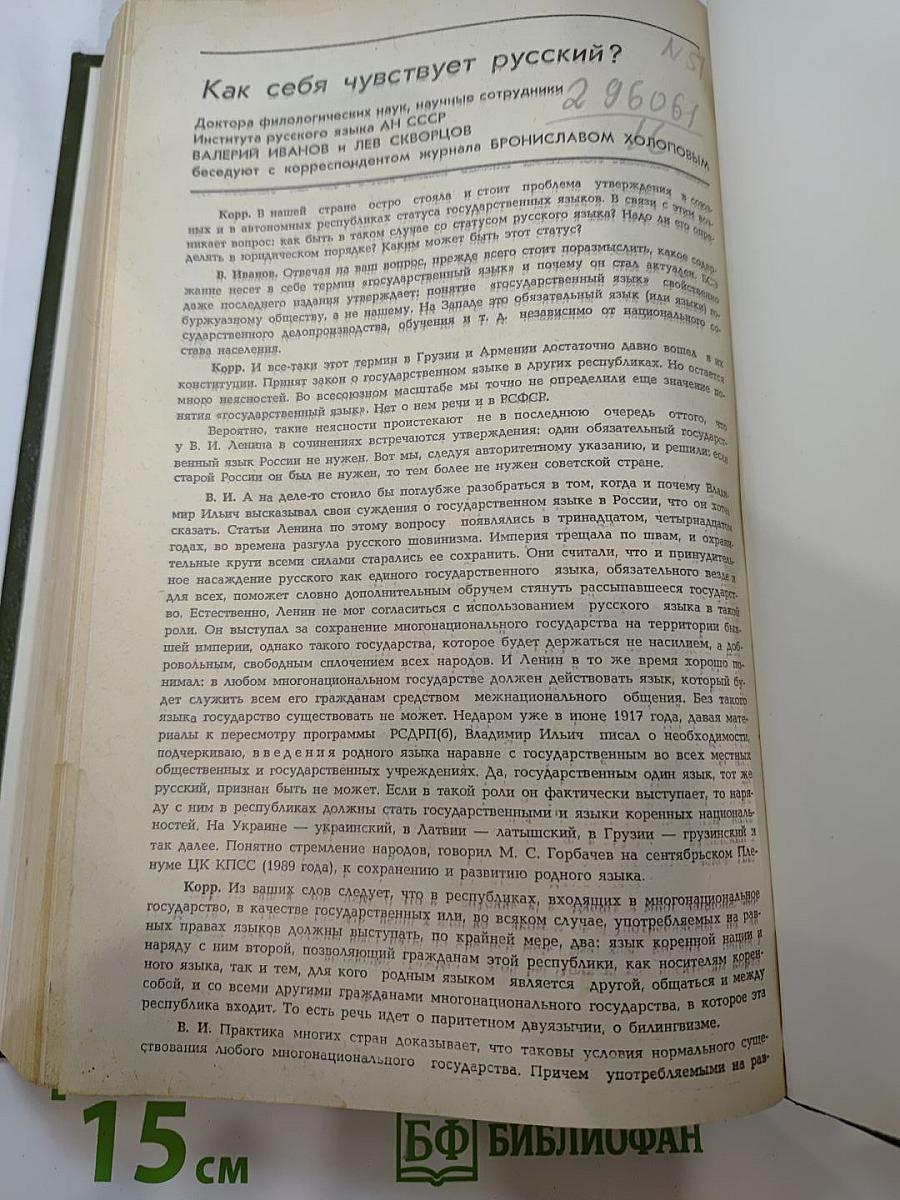 Как себя чувствует русский?
N 51
296061
Доктора филологических наук, научные сотрудники
Института русского языка АН СССР
ВАЛЕРИЙ ИВАНОВ и ЛЕВ СКВОРЦОВ
беседуют с корреспондентом журнала БРОНИСЛАВОМ ХОЛОПОВЫМ
Корр. В нашей стране остро стояла и стоит проблема утверждения в союз-
ных и в автономных республиках статуса государственных языков. В связи с этим воз-
никает вопрос: как быть в таком случае со статусом русского языка? Надо ли его опре-
делять в юридическом порядке? Каким может быть этот статус?
В. Иванов. Отвечая на ваш вопрос, прежде всего стоит поразмыслить, какое содер-
жание несет в себе термин «государственный язык» и почему он стал актуален. БСЭ
даже последнего издания утверждает: понятие «государственный язык» свойственно
буржуазному обществу, а не нашему. На Западе это обязательный язык (или языки) го-
сударственного делопроизводства, обучения и т. д. независимо от национального со-
става населения.
Корр. И все-таки этот термин в Грузии и Армении достаточно давно вошел в их
конституции. Принят закон о государственном языке в других республиках. Но остается
много неясностей. Во всесоюзном масштабе мы точно не определили еще значение по-
нятия «государственный язык». Нет о нем речи и в РСФСР.
Вероятно, такие неясности проистекают не в последнюю очередь оттого, что
у В. И. Ленина в сочинениях встречаются утверждения: один обязательный государст-
венный язык России не нужен. Вот мы, следуя авторитетному указанию, и решили: если
старой России он был не нужен, то тем более не нужен советской стране.
В. И. А на деле-то стоило бы поглубже разобраться в том, когда и почему Влади-
мир Ильич высказывал свои суждения о государственном языке в России, что он хотел
сказать. Статьи Ленина по этому вопросу появлялись в тринадцатом, четырнадцатом
годах, во времена разгула русского шовинизма. Империя трещала по швам, и охрани-
тельные круги всеми силами старались ее сохранить. Они считали, что и принудитель-
ное насаждение русского как единого государственного языка, обязательного везде и
для всех, поможет словно дополнительным обручем стянуть рассыпавшееся государст-
во. Естественно, Ленин не мог согласиться с использованием русского языка в такой
роли. Он выступал за сохранение многонационального государства на территории быв-
шей империи, однако такого государства, которое будет держаться не насилием, а доб-
ровольным, свободным сплочением всех народов. И Ленин в то же время хорошо по-
нимал: в любом многонациональном государстве должен действовать язык, который бу-
дет служить всем его гражданам средством межнационального общения. Без такого
языка государство существовать не может. Недаром уже в июне 1917 года, давая мате-
риалы к пересмотру программы РСДРП(б), Владимир Ильич писал о необходимости,
подчеркиваю, введения родного языка наравне с государственным во всех местных
общественных и государственных учреждениях. Да, государственным один язык, тот же
русский, признан быть не может. Если в такой роли он фактически выступает, то наря-
ду с ним в республиках должны стать государственными и языки коренных националь-
ностей. На Украине — украинский, в Латвии — латышский, в Грузии — грузинский и
так далее. Понятно стремление народов, говорил М. С. Горбачев на сентябрьском Пле-
нуме ЦК КПСС (1989 года), к сохранению и развитию родного языка.
Корр. Из ваших слов следует, что в республиках, входящих в многонациональное
государство, в качестве государственных или, во всяком случае, употребляемых на рав-
ных правах языков должны выступать, по крайней мере, два: язык коренной нации и
наряду с ним второй, позволяющий гражданам этой республики, как носителям корен-
ного языка, так и тем, для кого родным языком является другой, общаться и между
собой, и со всеми другими гражданами многонационального государства, в которое эта
республика входит. То есть речь идет о паритетном двуязычии, о билингвизме.
В. И. Практика многих стран доказывает, что таковы условия нормального суще-
ствования любого многонационального государства. Причем употребляемыми на рав-
15 см
БФ БИБЛИОФАН